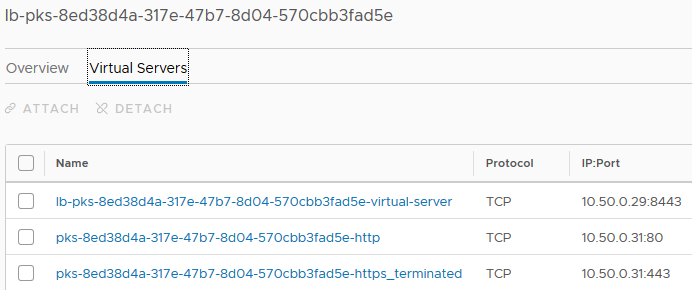 lb-pks-8ed38d4a-317e-47b7-8d04-570cbb3fad5e
Overview Virtual Servers
ATTACH DETACH
Name Protocol IP:Port
lb-pks-8ed38d4a-317e-47b7-8d04-570cbb3fad5e-virtual-server TCP 10.50.0.29:8443
pks-8ed38d4a-317e-47b7-8d04-570cbb3fad5e-http TCP 10.50.0.31:80
pks-8ed38d4a-317e-47b7-8d04-570cbb3fad5e-https_terminated TCP 10.50.0.31:443